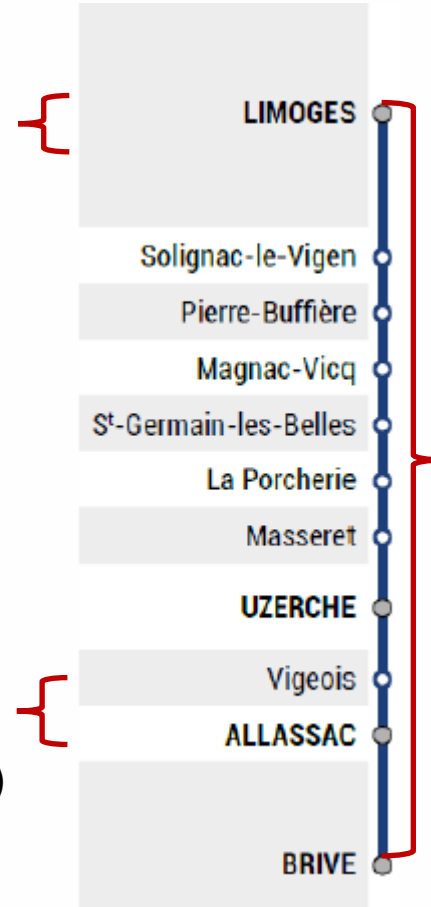 LIMOGES
Solignac-le-Vigen
Pierre-Buffière
Magnac-Vicq
Sᵗ-Germain-les-Belles
La Porcherie
Masseret
UZERCHE
Vigeois
ALLASSAC
)
BRIVE